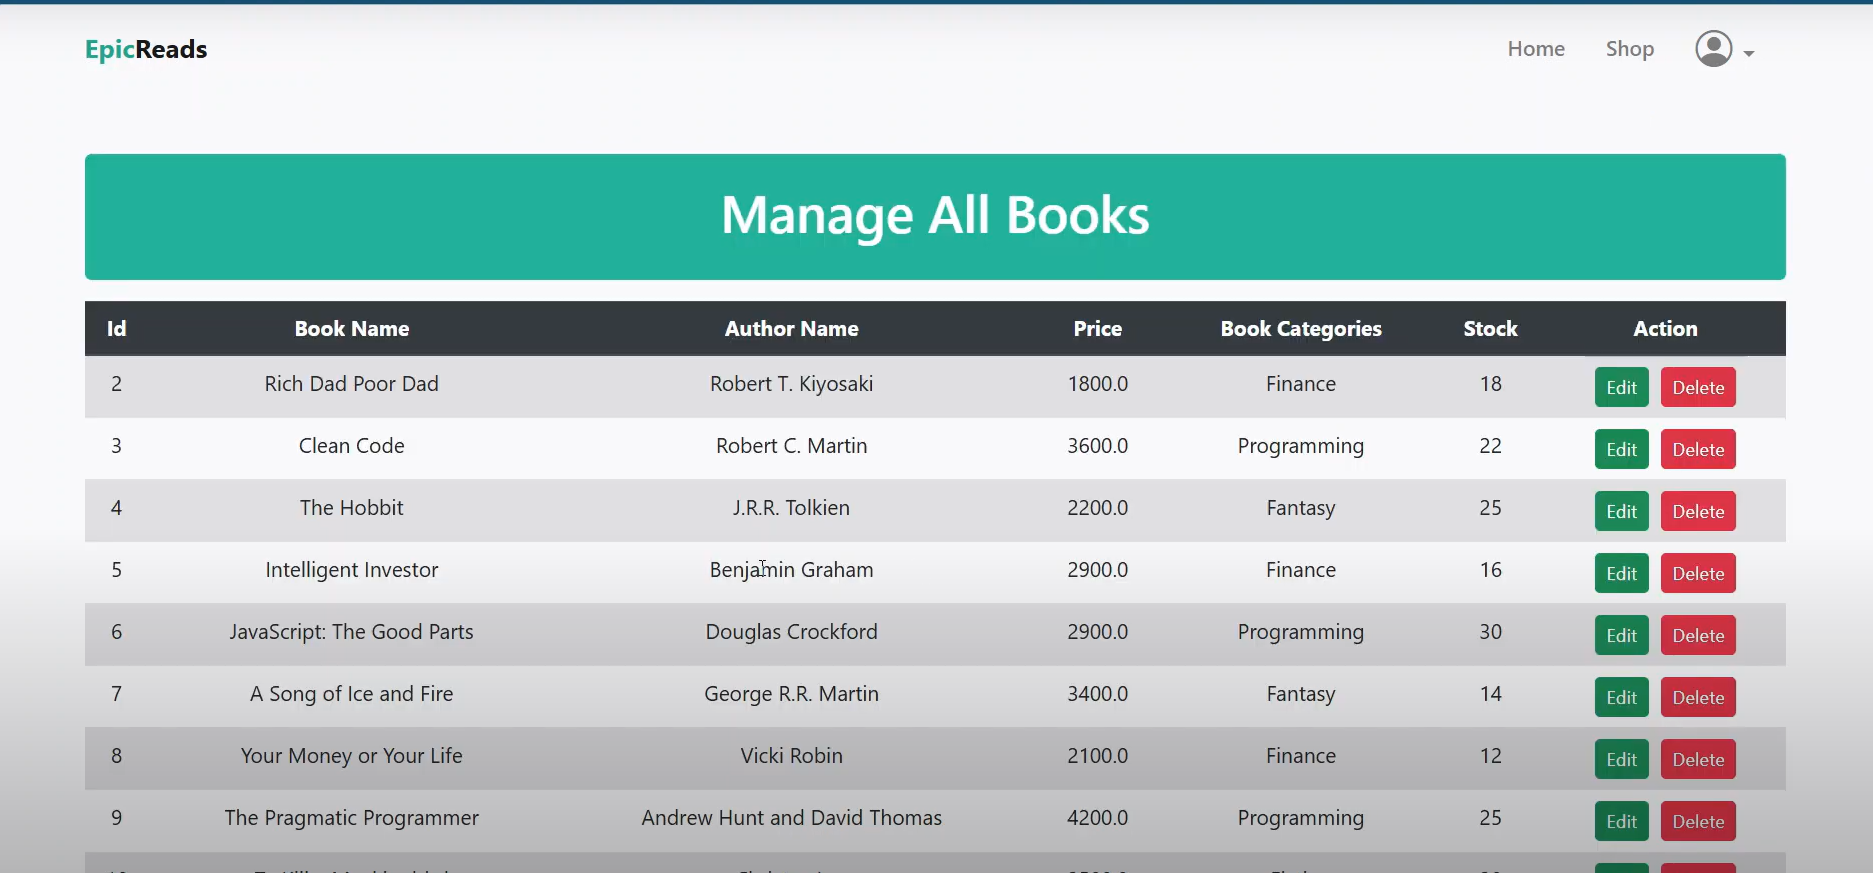 EpicReads Home Shop
Manage All Books
Id Book Name Author Name Price Book Categories Stock Action
2 Rich Dad Poor Dad Robert T. Kiyosaki 1800.0 Finance 18 Edit Delete
3 Clean Code Robert C. Martin 3600.0 Programming 22 Edit Delete
4 The Hobbit J.R.R. Tolkien 2200.0 Fantasy 25 Edit Delete
5 Intelligent Investor Benjamin Graham 2900.0 Finance 16 Edit Delete
6 JavaScript: The Good Parts Douglas Crockford 2900.0 Programming 30 Edit Delete
7 A Song of Ice and Fire George R.R. Martin 3400.0 Fantasy 14 Edit Delete
8 Your Money or Your Life Vicki Robin 2100.0 Finance 12 Edit Delete
9 The Pragmatic Programmer Andrew Hunt and David Thomas 4200.0 Programming 25 Edit Delete